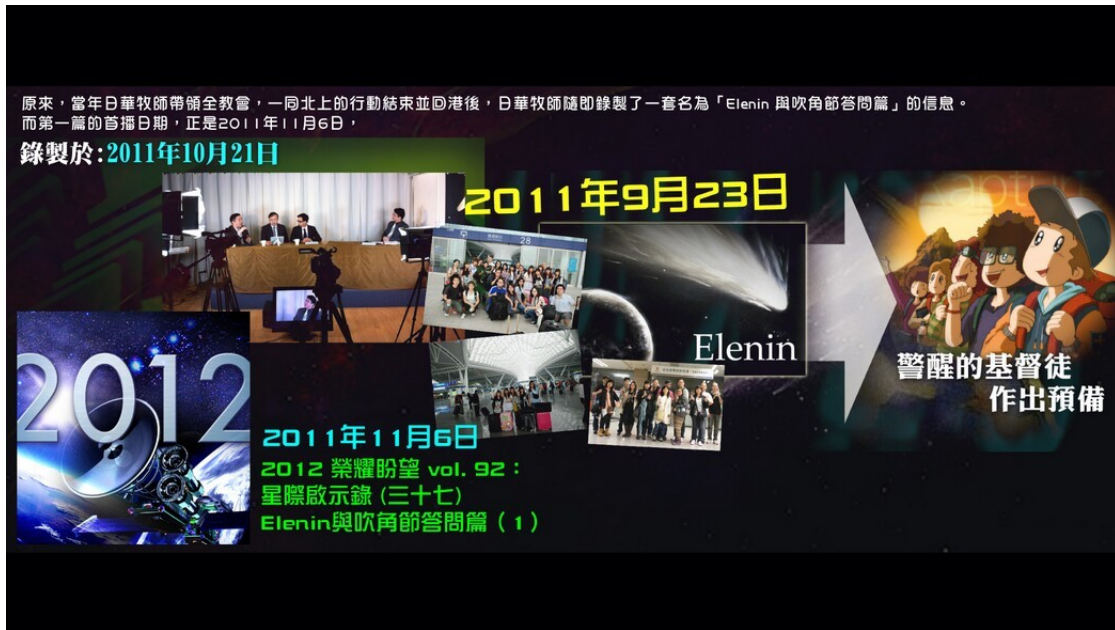 原來，當年日華牧師帶領全教會，一同北上的行動結束並回港後，日華牧師隨即錄製了一套名為「Elenin 與吹角節答問篇」的信息。
而第一篇的首播日期，正是2011年11月6日，
錄製於：2011年10月21日
2011年9月23日
28
Elenin
警醒的基督徒
作出預備
2012
2011年11月6日
2012 榮耀盼望 vol. 92：
星際啟示錄 (三十七)
Elenin與吹角節答問篇（1）